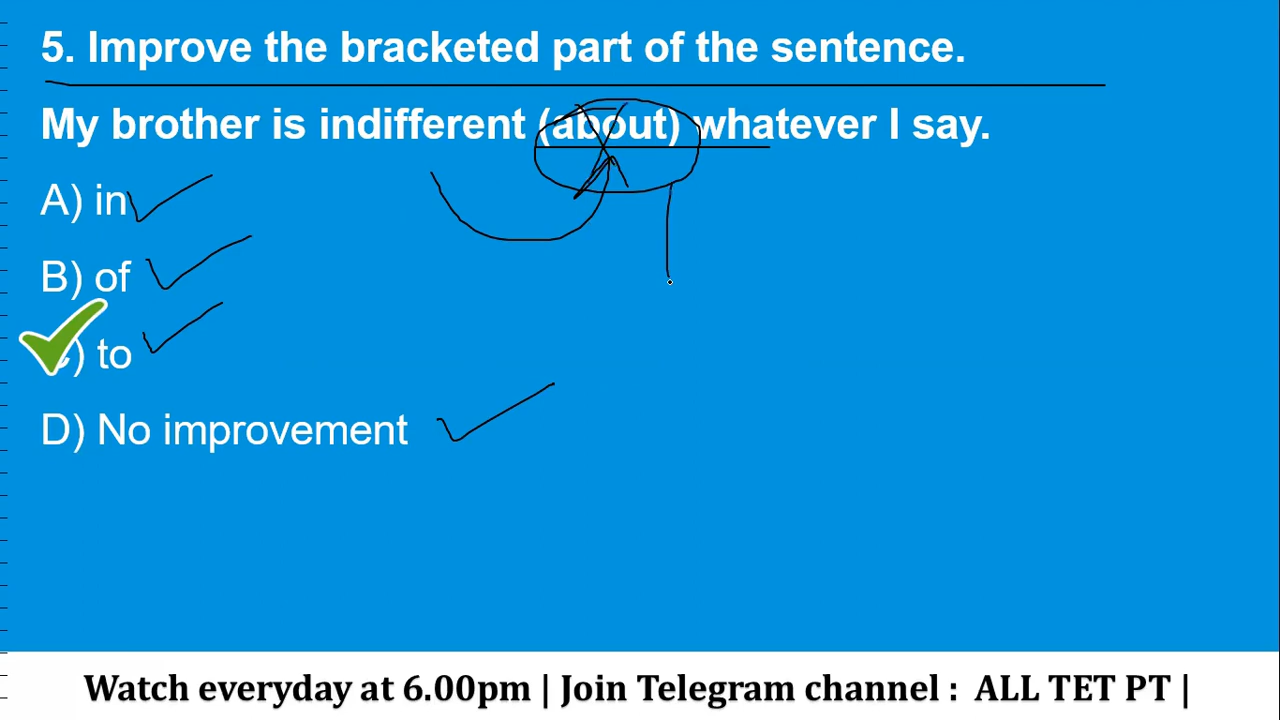 5. Improve the bracketed part of the sentence.
My brother is indifferent (about) whatever I say.
A) in
B) of
C) to
D) No improvement
Watch everyday at 6.00pm | Join Telegram channel : ALL TET PT |